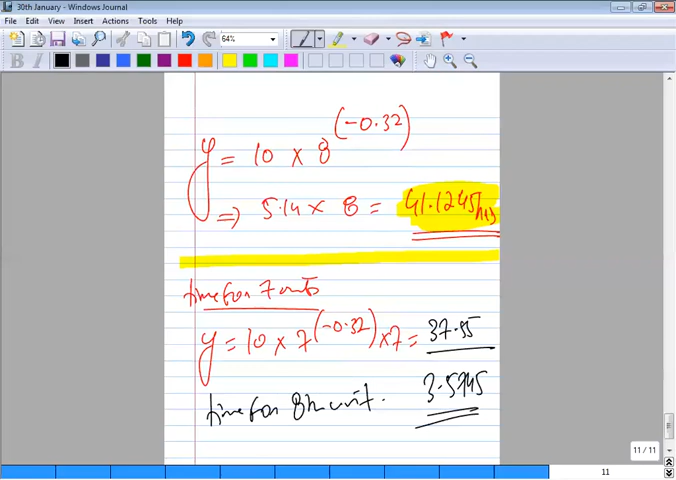 30th January - Windows Journal
File Edit View Insert Actions Tools Help
64%
B I
y = 10 x 8 (-0.32)
=> 5.14 x 8 = 41.1245 hrs
time for 7 units
y = 10 x 7 (-0.32) x 7 = 37.55
time for 8th unit. 3.5745
11 / 11
11